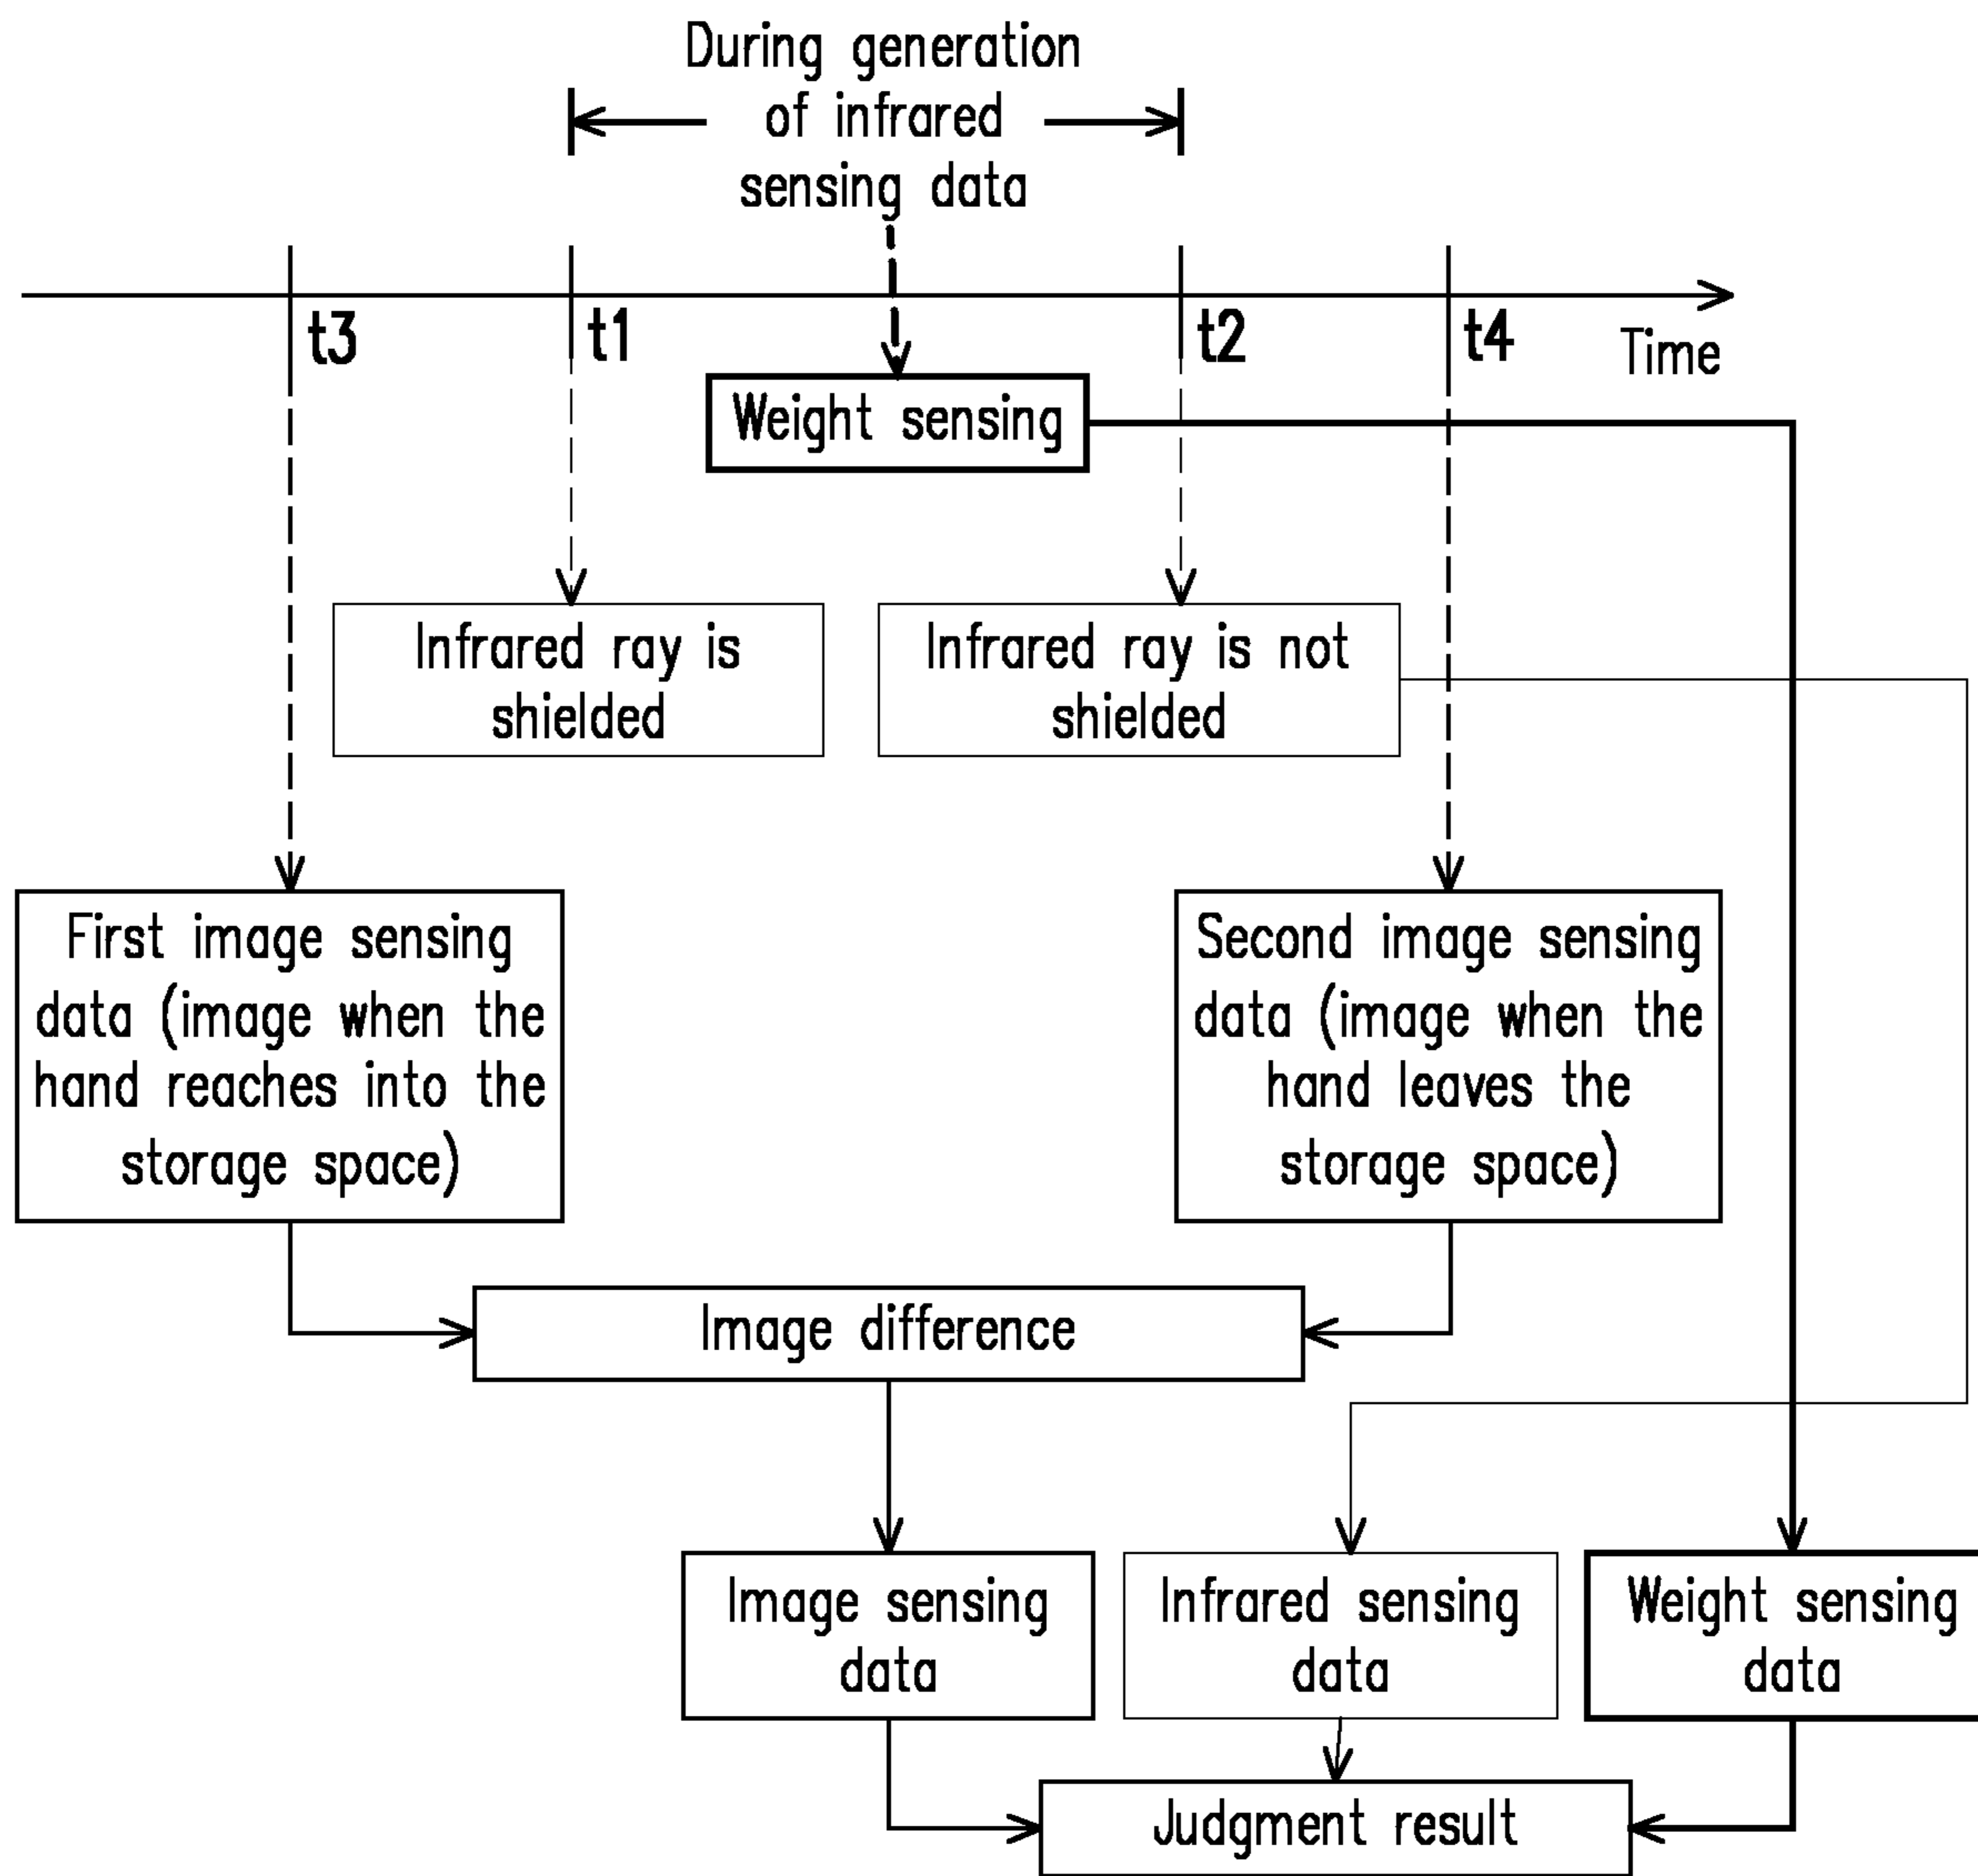 During generation
of infrared
sensing data
t3
t1
t2
t4
Time
Weight sensing
Infrared ray is
shielded
Infrared ray is not
shielded
First image sensing
data (image when the
hand reaches into the
storage space)
Second image sensing
data (image when the
hand leaves the
storage space)
Image difference
Image sensing
data
Infrared sensing
data
Weight sensing
data
Judgment result